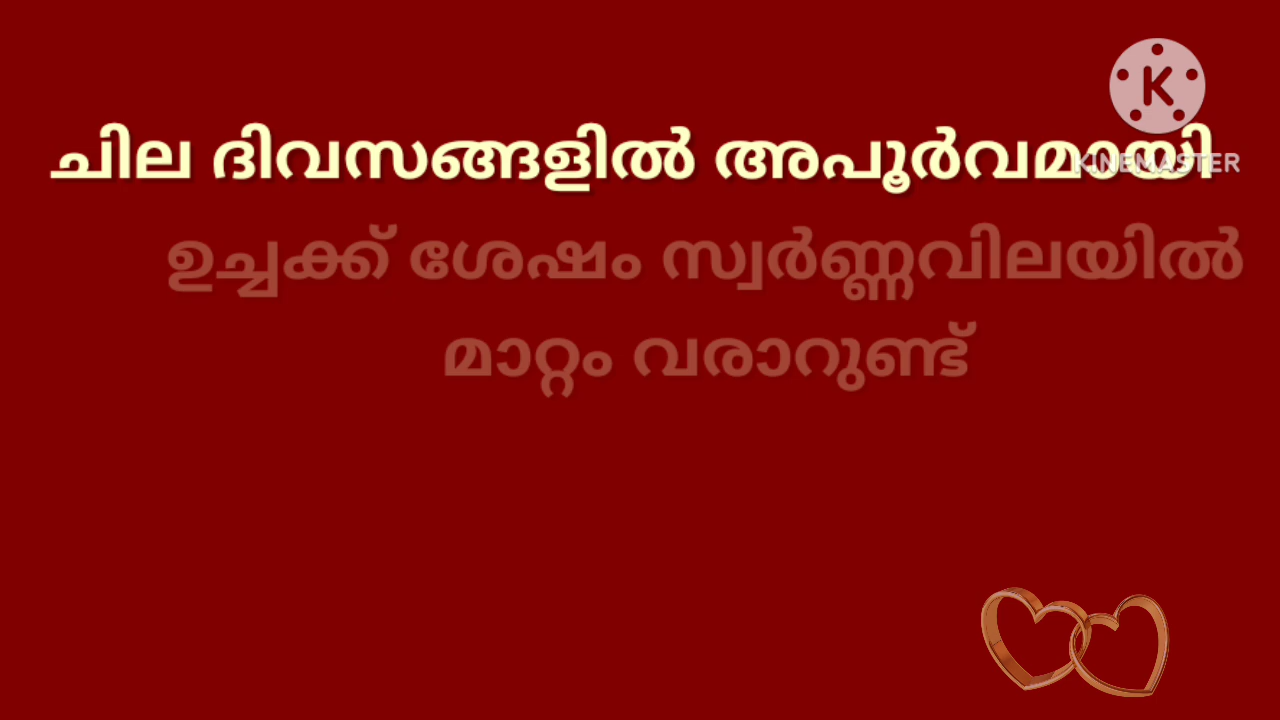 ചില ദിവസങ്ങളിൽ അപൂർവമായി
ഉച്ചക്ക് ശേഷം സ്വർണ്ണവിലയിൽ
മാറ്റം വരാറുണ്ട്
K
KINEMASTER